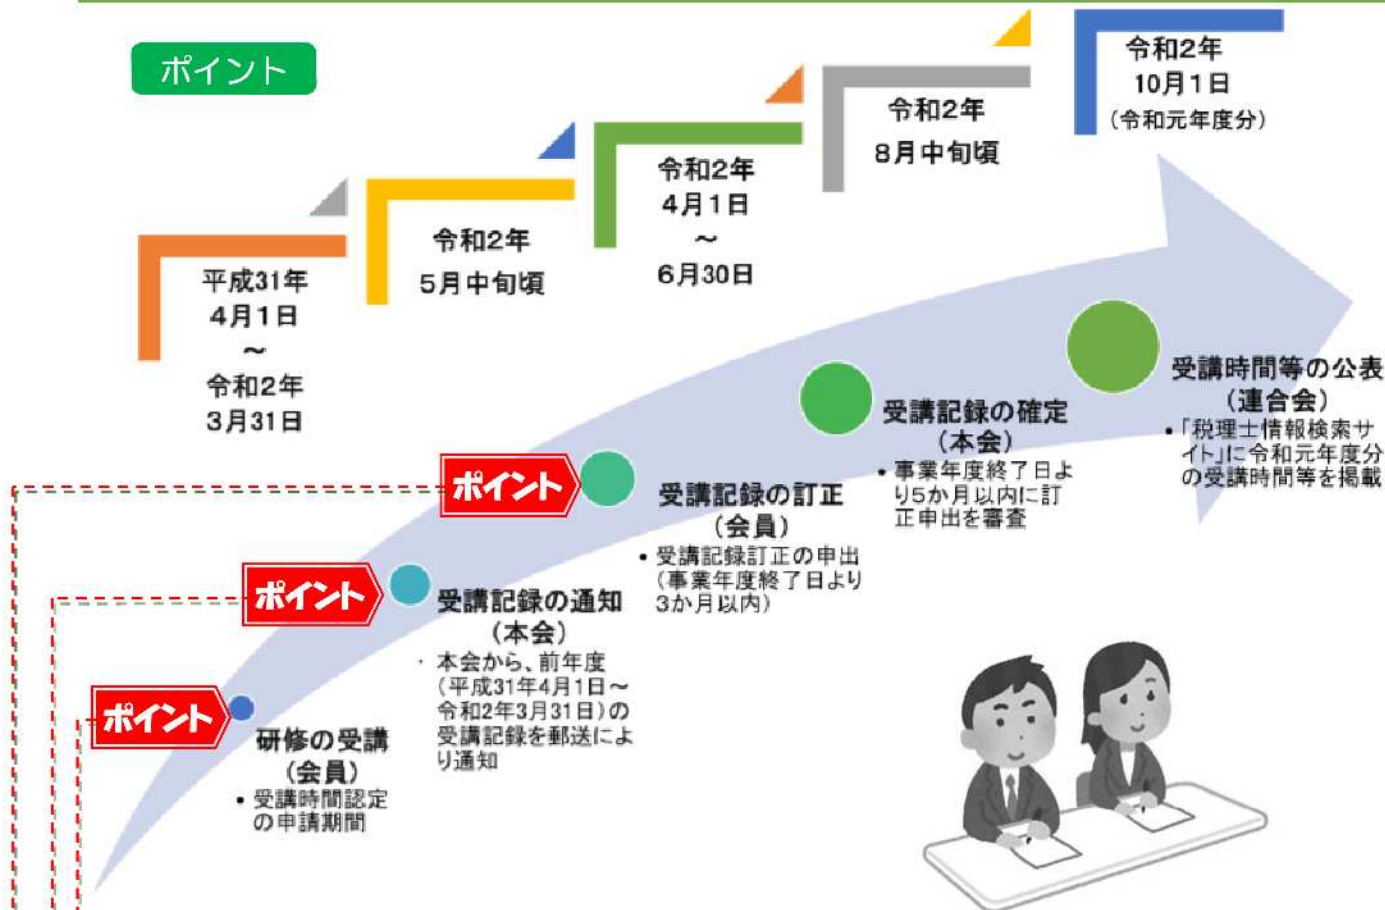 ポイント
平成31年
4月1日
～
令和2年
3月31日
令和2年
5月中旬頃
令和2年
4月1日
～
6月30日
令和2年
8月中旬頃
令和2年
10月1日
(令和元年度分)
ポイント
研修の受講
(会員)
• 受講時間認定
の申請期間
ポイント
受講記録の通知
(本会)
・ 本会から、前年度
(平成31年4月1日～
令和2年3月31日)の
受講記録を郵送によ
り通知
ポイント
受講記録の訂正
(会員)
• 受講記録訂正の申出
(事業年度終了日より
3か月以内)
受講記録の確定
(本会)
• 事業年度終了日よ
り5か月以内に訂
正申出を審査
受講時間等の公表
(連合会)
• 「税理士情報検索サ
イト」に令和元年度分
の受講時間等を掲載